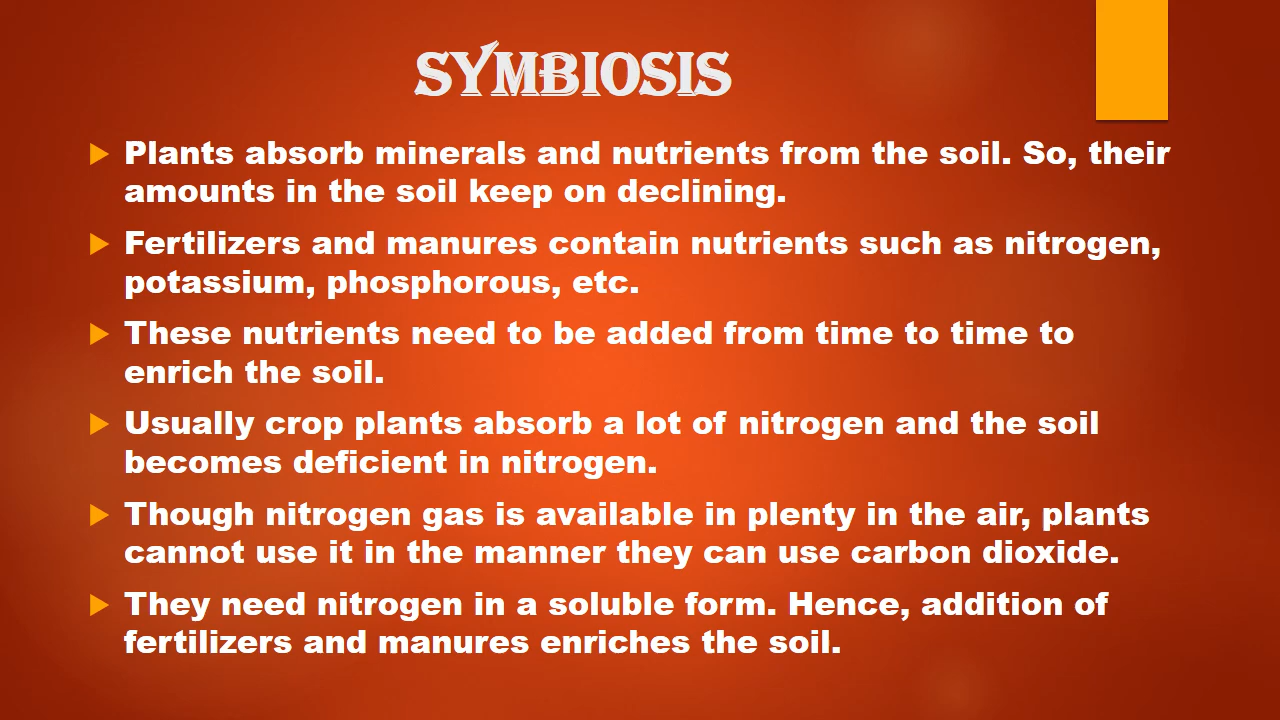 SYMBIOSIS
Plants absorb minerals and nutrients from the soil. So, their
amounts in the soil keep on declining.
Fertilizers and manures contain nutrients such as nitrogen,
potassium, phosphorous, etc.
These nutrients need to be added from time to time to
enrich the soil.
Usually crop plants absorb a lot of nitrogen and the soil
becomes deficient in nitrogen.
Though nitrogen gas is available in plenty in the air, plants
cannot use it in the manner they can use carbon dioxide.
They need nitrogen in a soluble form. Hence, addition of
fertilizers and manures enriches the soil.